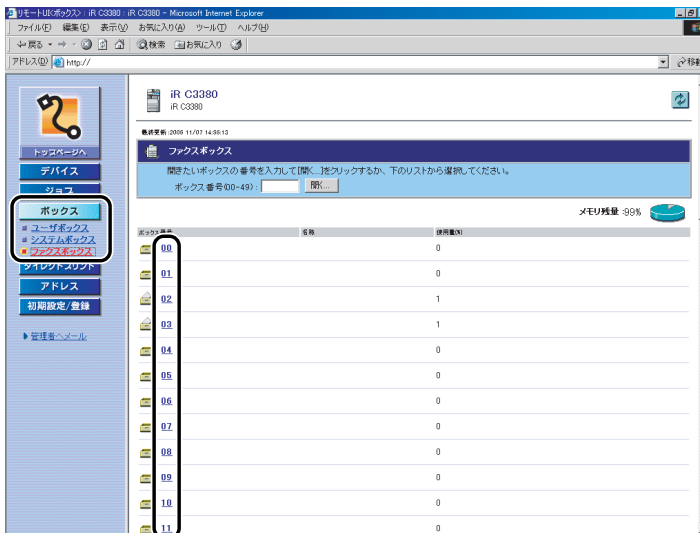 リモートUI<ボックス> : iR C3380 : iR C3380 - Microsoft Internet Explorer
ファイル(F) 編集(E) 表示(V) お気に入り(A) ツール(T) ヘルプ(H)
戻る 検索 お気に入り
アドレス(D) http:// 移動
iR C3380
iR C3380
最終更新:2006 11/07 14:36:13
トップページへ
デバイス
ジョブ
ボックス
ユーザボックス
システムボックス
ファクスボックス
ダイレクトプリント
アドレス
初期設定/登録
管理者へメール
ファクスボックス
開きたいボックスの番号を入力して[開く...]をクリックするか、下のリストから選択してください。
ボックス番号(00-49) : 開く...
メモリ残量 :99%
ボックス番号 名称 使用量(%)
00 0
01 0
02 1
03 1
04 0
05 0
06 0
07 0
08 0
09 0
10 0
11 0